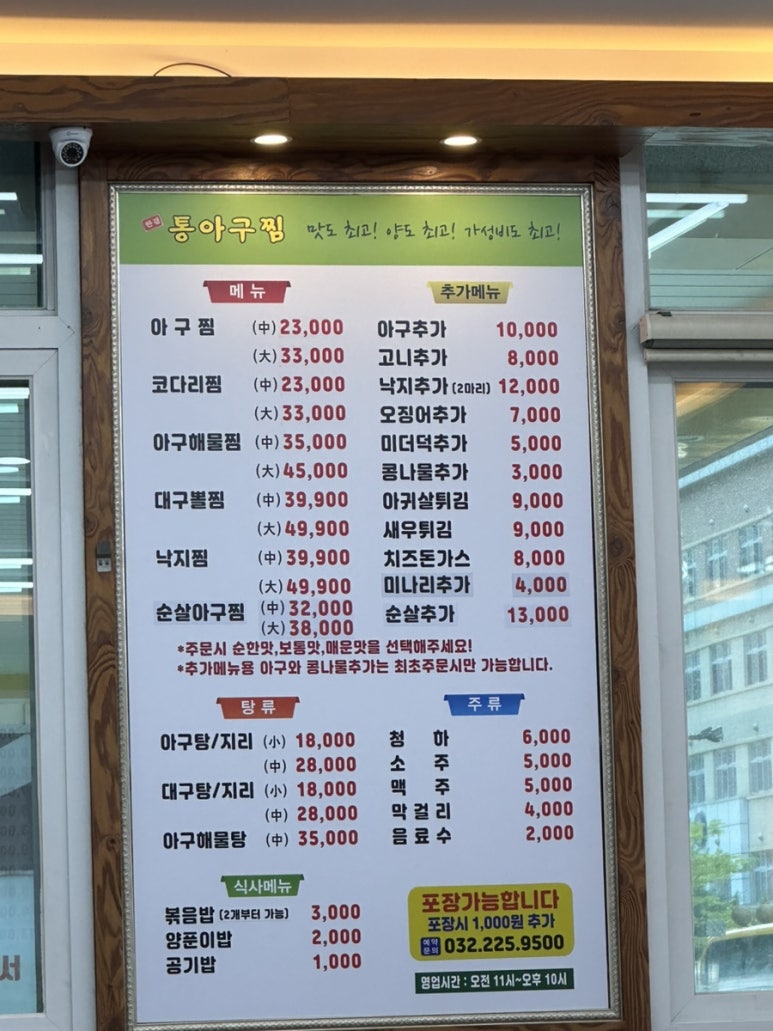 원경 통아구찜 맛도 최고! 양도 최고! 가성비도 최고!
메뉴
아구찜 (中) 23,000
(大) 33,000
코다리찜 (中) 23,000
(大) 33,000
아구해물찜 (中) 35,000
(大) 45,000
대구뽈찜 (中) 39,900
(大) 49,900
낙지찜 (中) 39,900
(大) 49,900
순살아구찜 (中) 32,000
(大) 38,000
추가메뉴
아구추가 10,000
고니추가 8,000
낙지추가 (2마리) 12,000
오징어추가 7,000
미더덕추가 5,000
콩나물추가 3,000
아귀살튀김 9,000
새우튀김 9,000
치즈돈가스 8,000
미나리추가 4,000
순살추가 13,000
*주문시 순한맛,보통맛,매운맛을 선택해주세요!
*추가메뉴용 아구와 콩나물추가는 최초주문시만 가능합니다.
탕류
아구탕/지리 (小) 18,000
(中) 28,000
대구탕/지리 (小) 18,000
(中) 28,000
아구해물탕 (中) 35,000
주류
청하 6,000
소주 5,000
맥주 5,000
막걸리 4,000
음료수 2,000
식사메뉴
볶음밥 (2개부터 가능) 3,000
양푼이밥 2,000
공기밥 1,000
포장가능합니다
포장시 1,000원 추가
예약문의 032.225.9500
영업시간 : 오전 11시~오후 10시
서